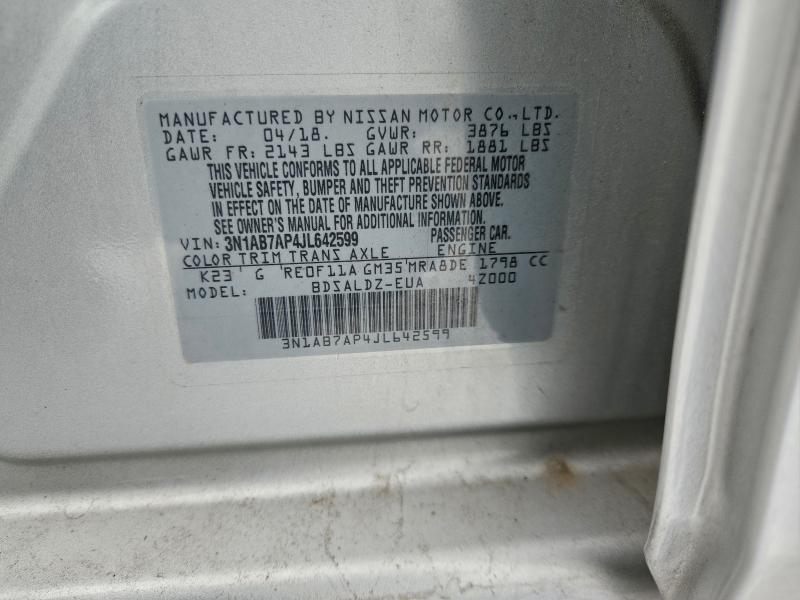 MANUFACTURED BY NISSAN MOTOR CO.,LTD.
DATE: 04/18. GVWR: 3876 LBS
GAWR FR: 2143 LBS GAWR RR: 1881 LBS
THIS VEHICLE CONFORMS TO ALL APPLICABLE FEDERAL MOTOR
VEHICLE SAFETY, BUMPER AND THEFT PREVENTION STANDARDS
IN EFFECT ON THE DATE OF MANUFACTURE SHOWN ABOVE.
SEE OWNER'S MANUAL FOR ADDITIONAL INFORMATION.
VIN: 3N1AB7AP4JL642599 PASSENGER CAR.
COLOR TRIM TRANS AXLE ENGINE
K23 G RE0F11A GM35 MRA8DE 1798 CC
MODEL: BDSALDZ-EUA 4Z000
3N1AB7AP4JL642599